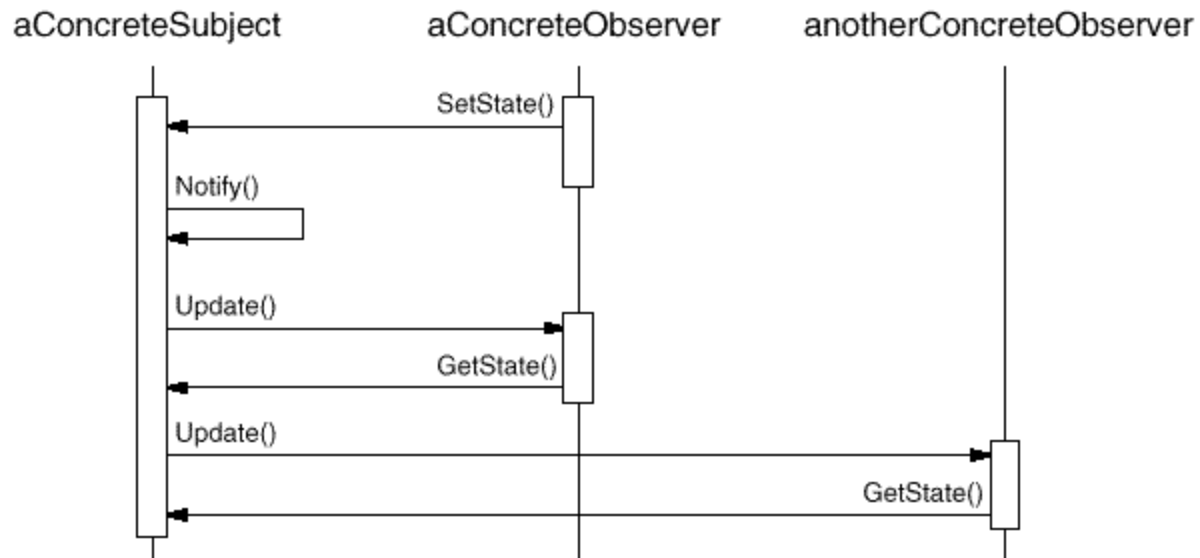 aConcreteSubject aConcreteObserver anotherConcreteObserver
SetState()
Notify()
Update()
GetState()
Update()
GetState()